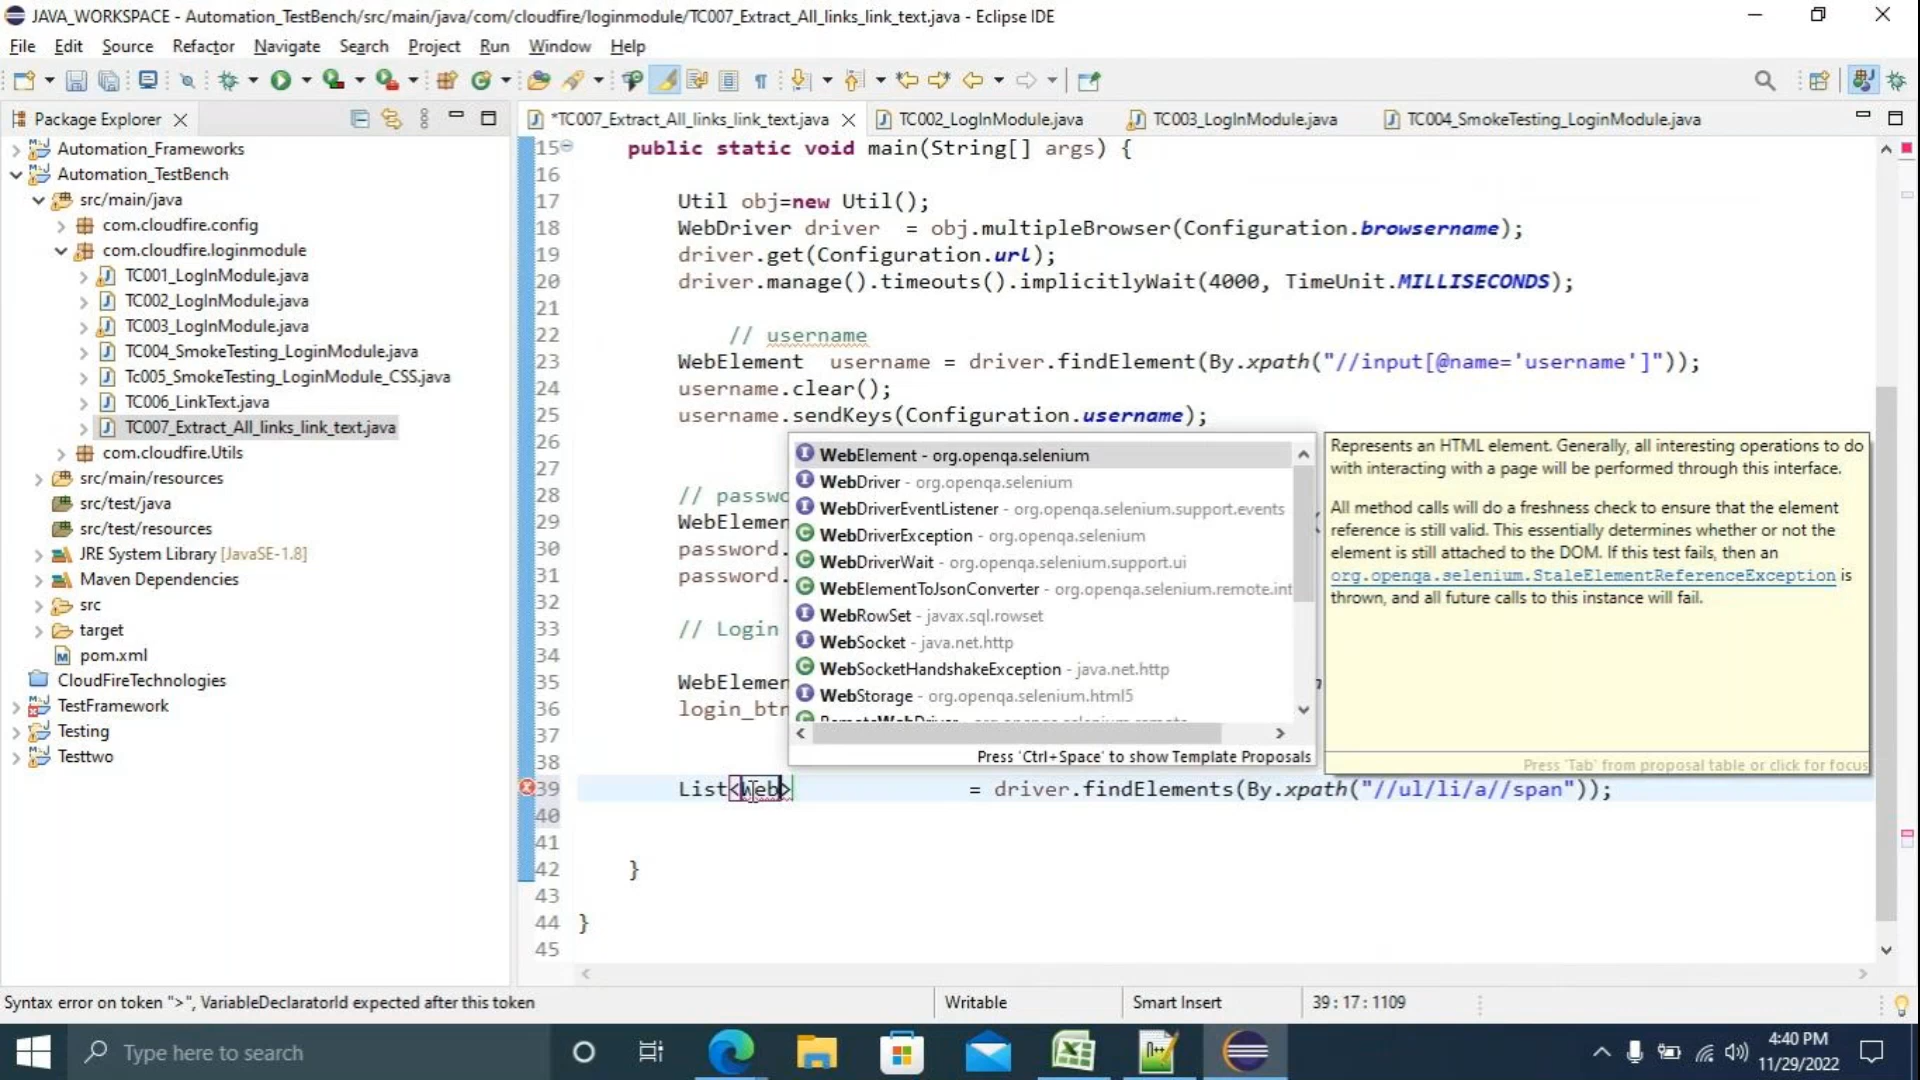 JAVA_WORKSPACE - Automation_TestBench/src/main/java/com/cloudfire/loginmodule/TC007_Extract_All_links_link_text.java - Eclipse IDE
File Edit Source Refactor Navigate Search Project Run Window Help
Package Explorer
*TC007_Extract_All_links_link_text.java TC002_LogInModule.java TC003_LogInModule.java TC004_SmokeTesting_LoginModule.java
Automation_Frameworks
Automation_TestBench
src/main/java
com.cloudfire.config
com.cloudfire.loginmodule
TC001_LogInModule.java
TC002_LogInModule.java
TC003_LogInModule.java
TC004_SmokeTesting_LoginModule.java
Tc005_SmokeTesting_LoginModule_CSS.java
TC006_LinkText.java
TC007_Extract_All_links_link_text.java
com.cloudfire.Utils
src/main/resources
src/test/java
src/test/resources
JRE System Library [JavaSE-1.8]
Maven Dependencies
src
target
pom.xml
CloudFireTechnologies
TestFramework
Testing
Testtwo
15 public static void main(String[] args) {
16
17 Util obj=new Util();
18 WebDriver driver = obj.multipleBrowser(Configuration.browsername);
19 driver.get(Configuration.url);
20 driver.manage().timeouts().implicitlyWait(4000, TimeUnit.MILLISECONDS);
21
22 // username
23 WebElement username = driver.findElement(By.xpath("//input[@name='username']"));
24 username.clear();
25 username.sendKeys(Configuration.username);
26
27
28 // passwo
29 WebElemen
30 password.
31 password.
32
33 // Login
34
35 WebElemen
36 login_btn
37
38
39 List<Web> = driver.findElements(By.xpath("//ul/li/a//span"));
40
41
42 }
43
44 }
45
WebElement - org.openqa.selenium
WebDriver - org.openqa.selenium
WebDriverEventListener - org.openqa.selenium.support.events
WebDriverException - org.openqa.selenium
WebDriverWait - org.openqa.selenium.support.ui
WebElementToJsonConverter - org.openqa.selenium.remote.int
WebRowSet - javax.sql.rowset
WebSocket - java.net.http
WebSocketHandshakeException - java.net.http
WebStorage - org.openqa.selenium.html5
Press 'Ctrl+Space' to show Template Proposals
Represents an HTML element. Generally, all interesting operations to do
with interacting with a page will be performed through this interface.
All method calls will do a freshness check to ensure that the element
reference is still valid. This essentially determines whether or not the
element is still attached to the DOM. If this test fails, then an
org.openqa.selenium.StaleElementReferenceException is
thrown, and all future calls to this instance will fail.
Press 'Tab' from proposal table or click for focus
Syntax error on token ">", VariableDeclaratorId expected after this token
Writable
Smart Insert
39 : 17 : 1109
Type here to search
4:40 PM
11/29/2022